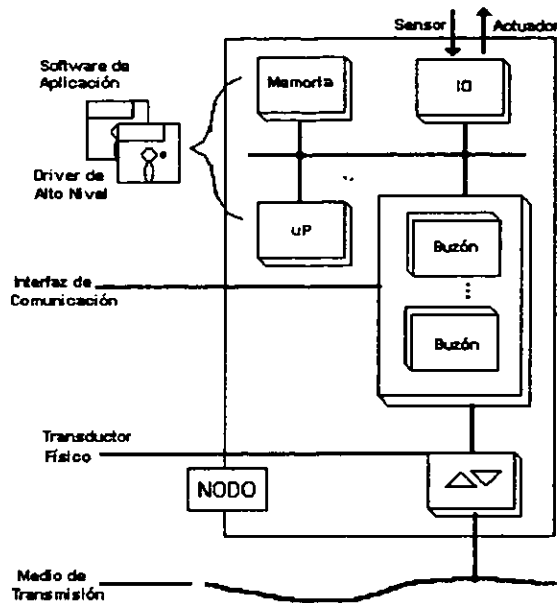 Sensor
Actuador
Software de
Aplicación
Memoria
IO
Driver de
Alto Nivel
uP
Buzón
Interfaz de
Comunicación
Buzón
Transductor
Físico
NODO
Medio de
Transmisión